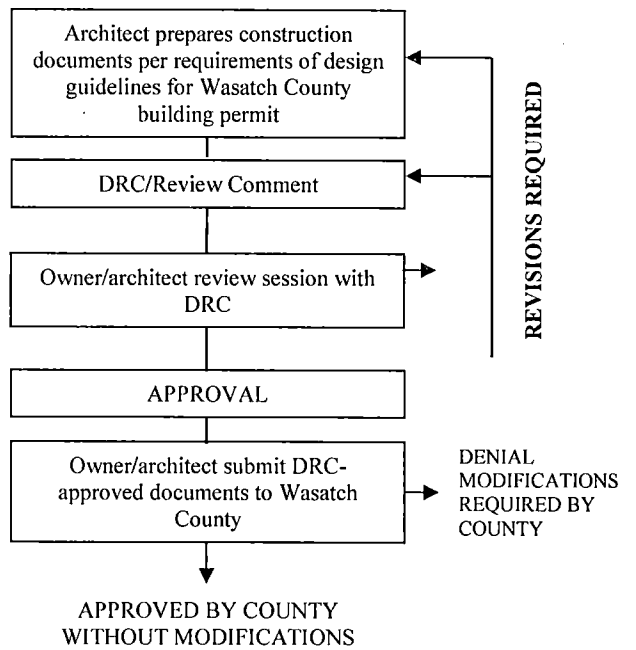 Architect prepares construction
documents per requirements of design
guidelines for Wasatch County
building permit
DRC/Review Comment
Owner/architect review session with
DRC
APPROVAL
Owner/architect submit DRC-
approved documents to Wasatch
County
REVISIONS REQUIRED
DENIAL
MODIFICATIONS
REQUIRED BY
COUNTY
APPROVED BY COUNTY
WITHOUT MODIFICATIONS